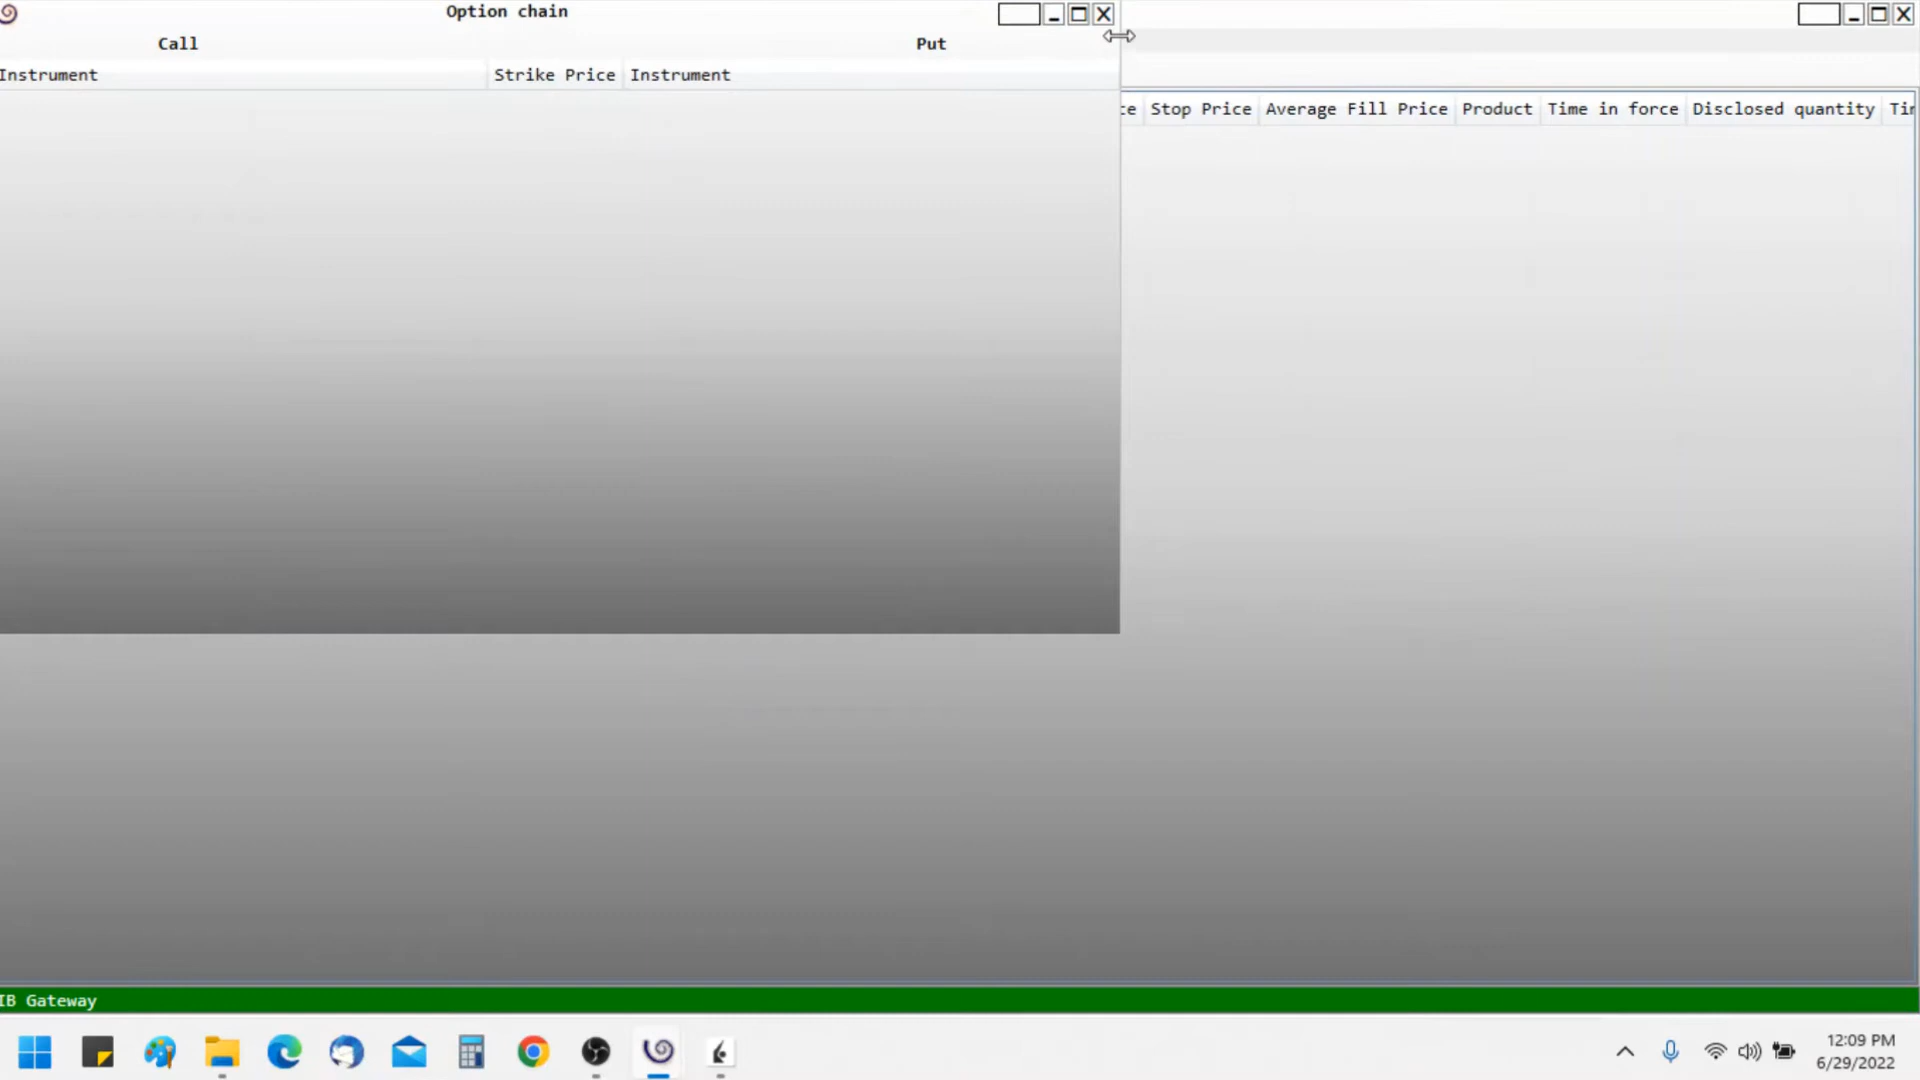 Option chain
Call Put
Instrument Strike Price Instrument
Stop Price Average Fill Price Product Time in force Disclosed quantity
IB Gateway
12:09 PM
6/29/2022